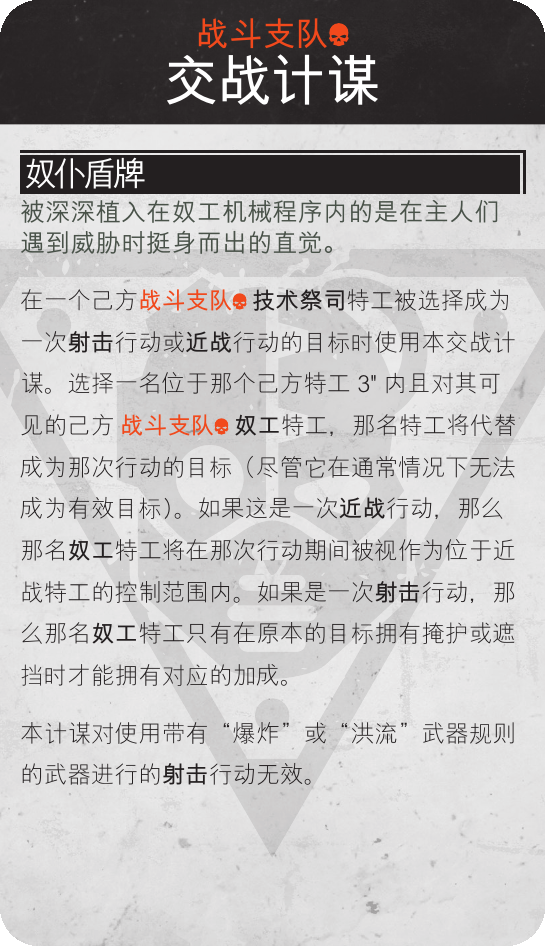 战斗支队
交战计谋
奴仆盾牌
被深深植入在奴工机械程序内的是在主人们
遇到威胁时挺身而出的直觉。
在一个己方战斗支队技术祭司特工被选择成为
一次射击行动或近战行动的目标时使用本交战计
谋。选择一名位于那个己方特工 3" 内且对其可
见的己方 战斗支队 奴工特工，那名特工将代替
成为那次行动的目标（尽管它在通常情况下无法
成为有效目标）。如果这是一次近战行动，那么
那名奴工特工将在那次行动期间被视作为位于近
战特工的控制范围内。如果是一次射击行动，那
么那名奴工特工只有在原本的目标拥有掩护或遮
挡时才能拥有对应的加成。
本计谋对使用带有“爆炸”或“洪流”武器规则
的武器进行的射击行动无效。